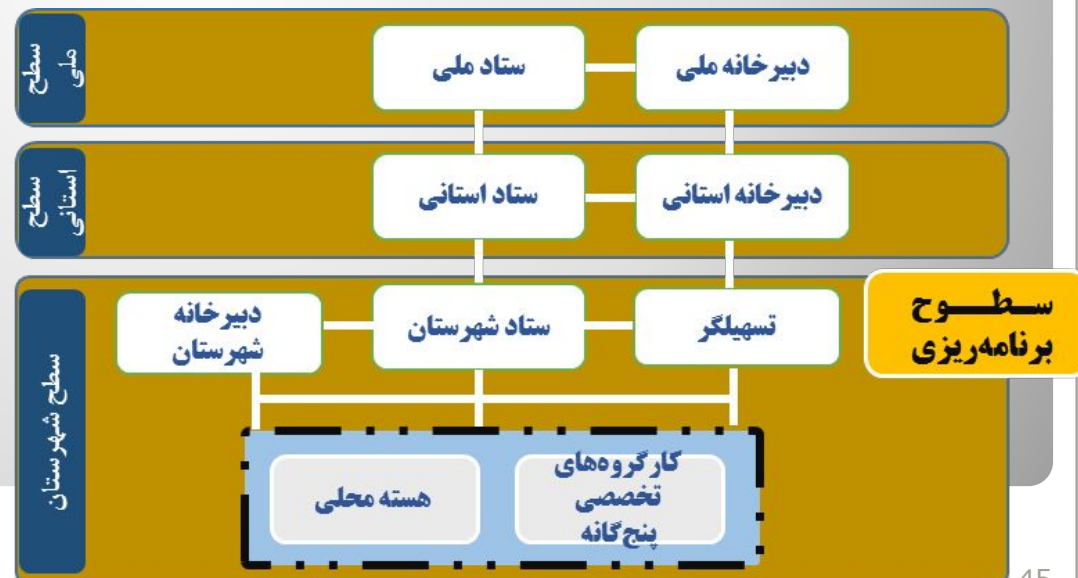 سطح
ملی
دبیرخانه ملی
ستاد ملی
سطح
استانی
دبیرخانه استانی
ستاد استانی
سطوح
برنامه‌ریزی
سطح شهرستان
تسهیلگر
ستاد شهرستان
دبیرخانه
شهرستان
کارگروه‌های
تخصصی
پنج‌گانه
هسته محلی
45